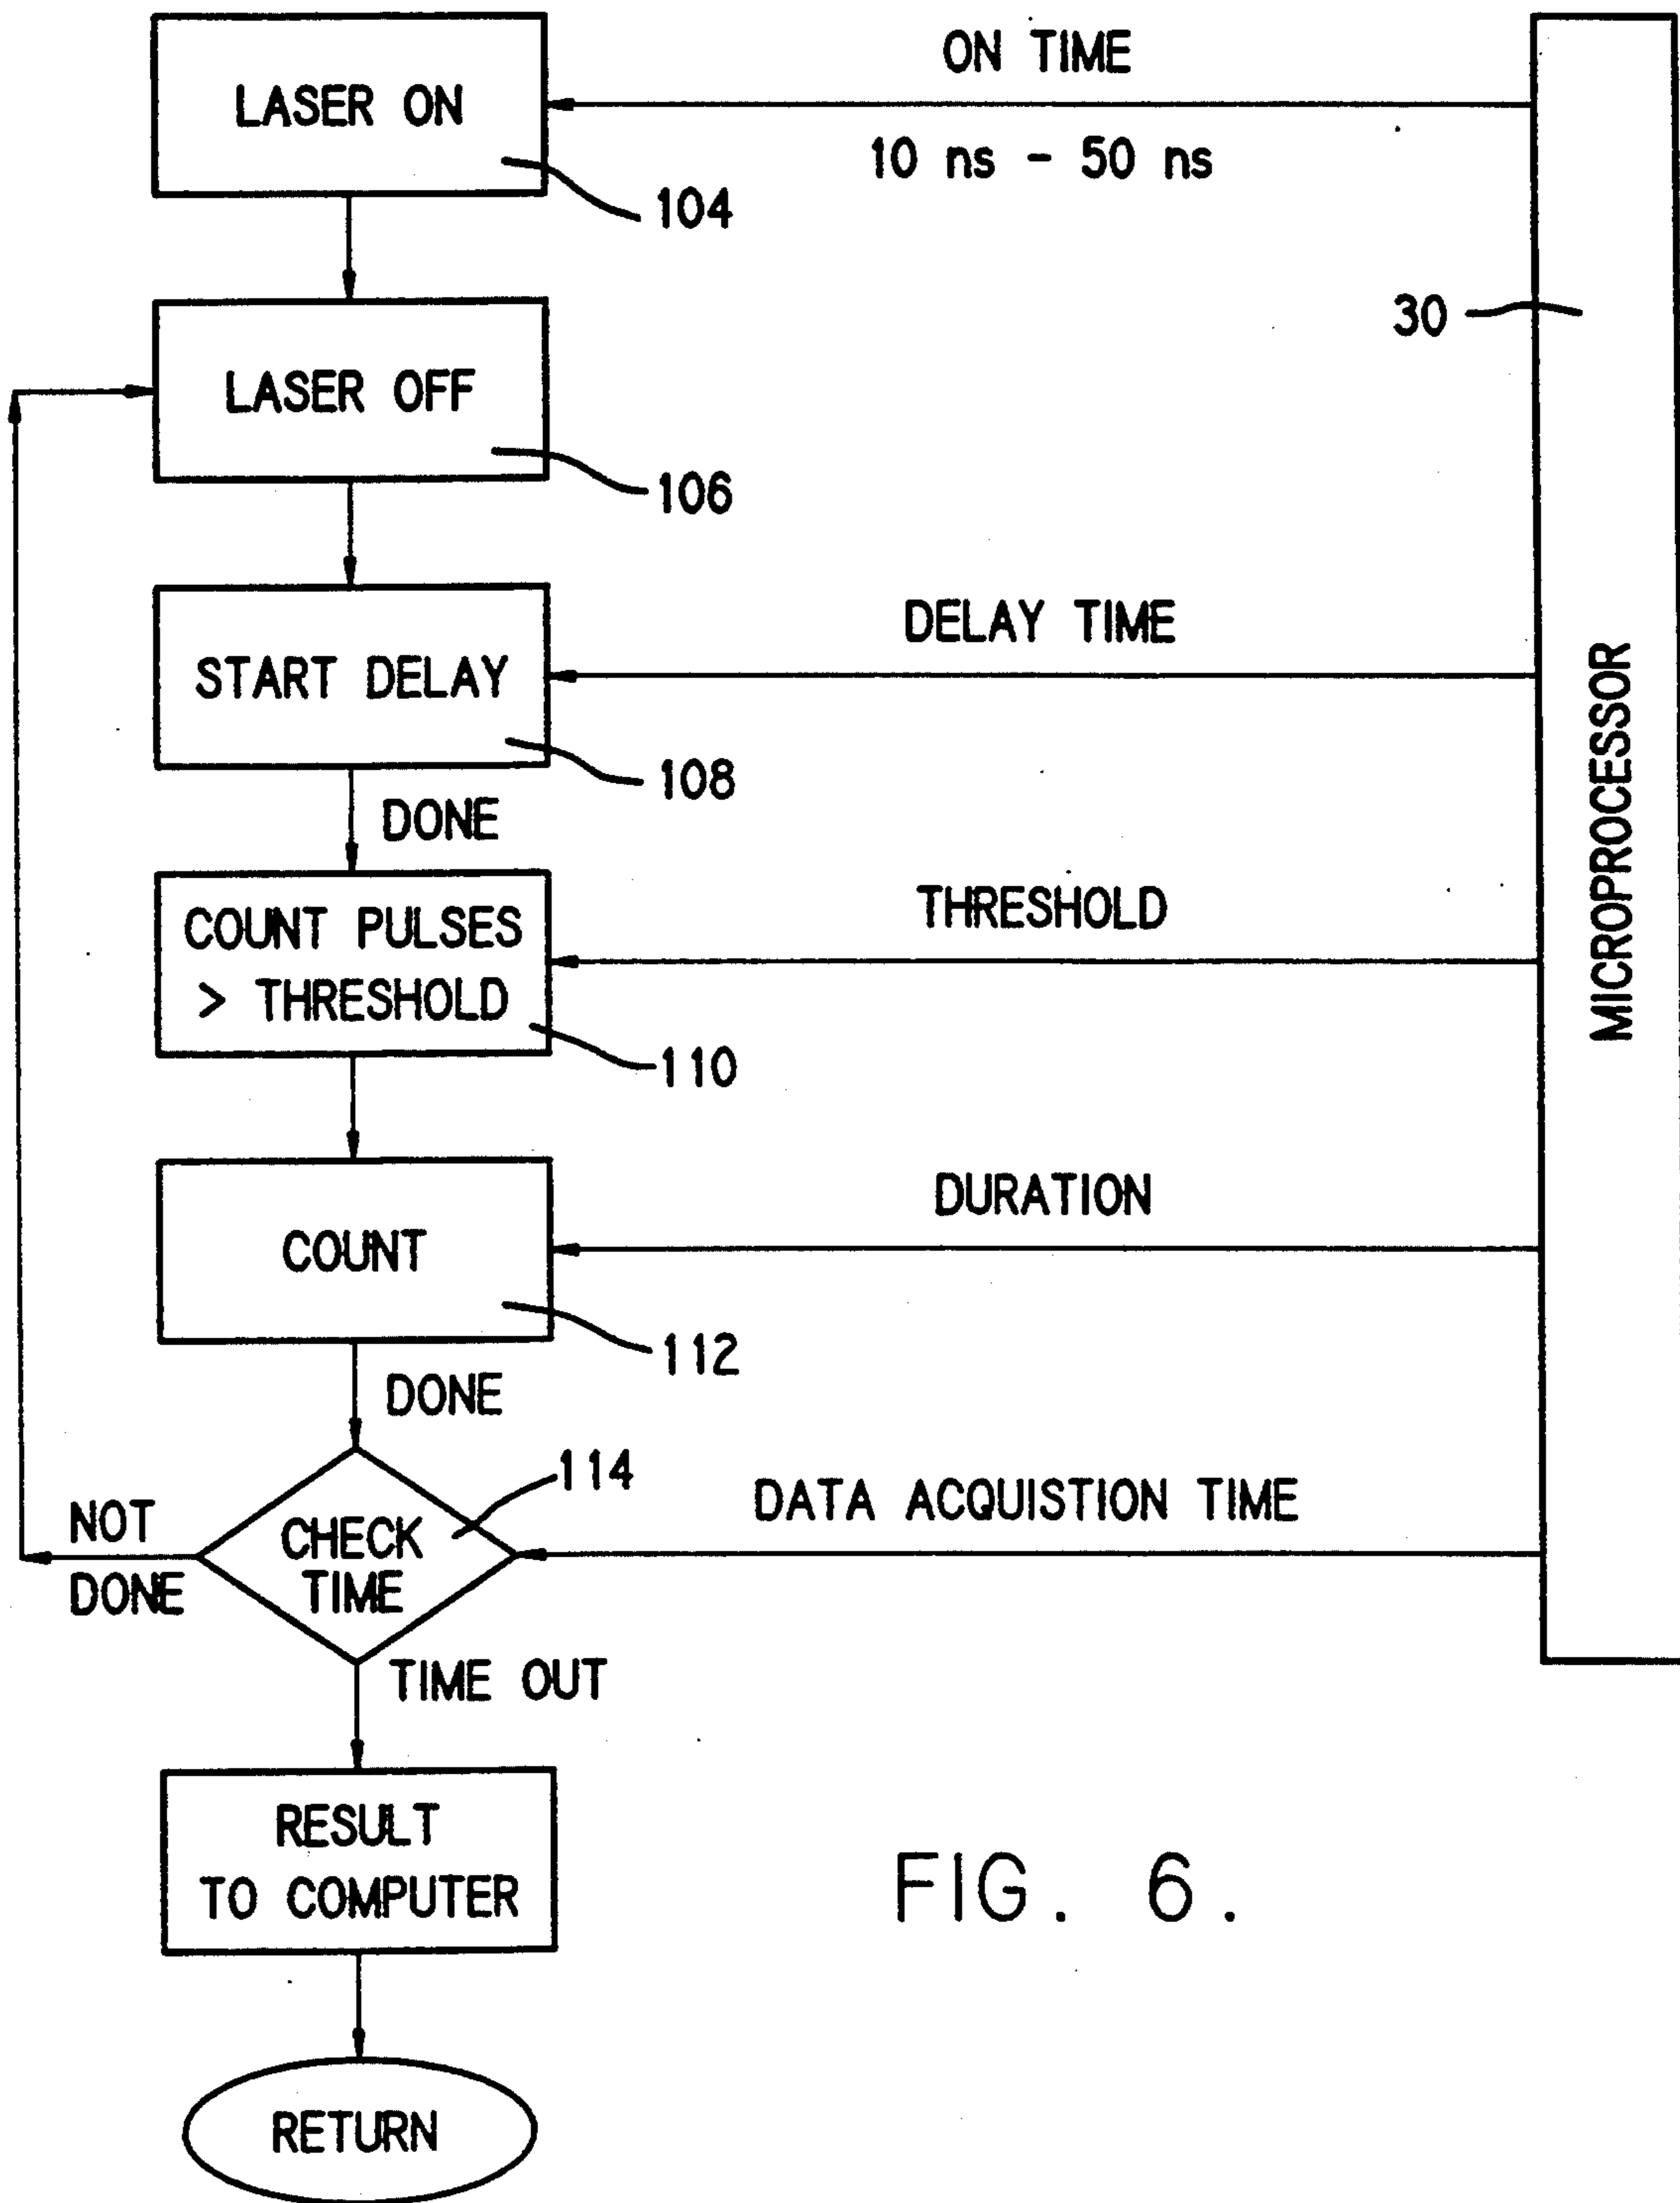 LASER ON
104
ON TIME
10 ns - 50 ns
30
MICROPROCESSOR
LASER OFF
106
START DELAY
108
DELAY TIME
DONE
COUNT PULSES
> THRESHOLD
110
THRESHOLD
COUNT
112
DURATION
DONE
114
CHECK
TIME
DATA ACQUISTION TIME
NOT
DONE
TIME OUT
RESULT
TO COMPUTER
RETURN
FIG. 6.